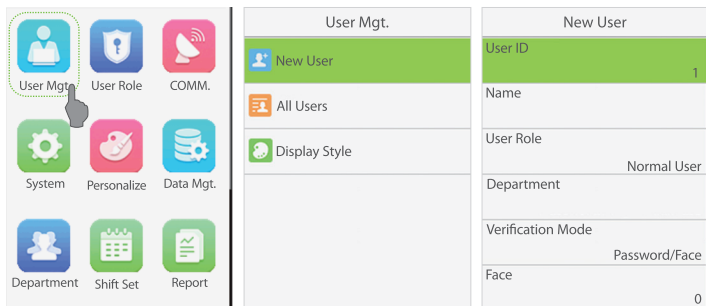 User Mgt.
User Role
COMM.
System
Personalize
Data Mgt.
Department
Shift Set
Report
User Mgt.
New User
All Users
Display Style
New User
User ID
1
Name
User Role
Normal User
Department
Verification Mode
Password/Face
Face
0